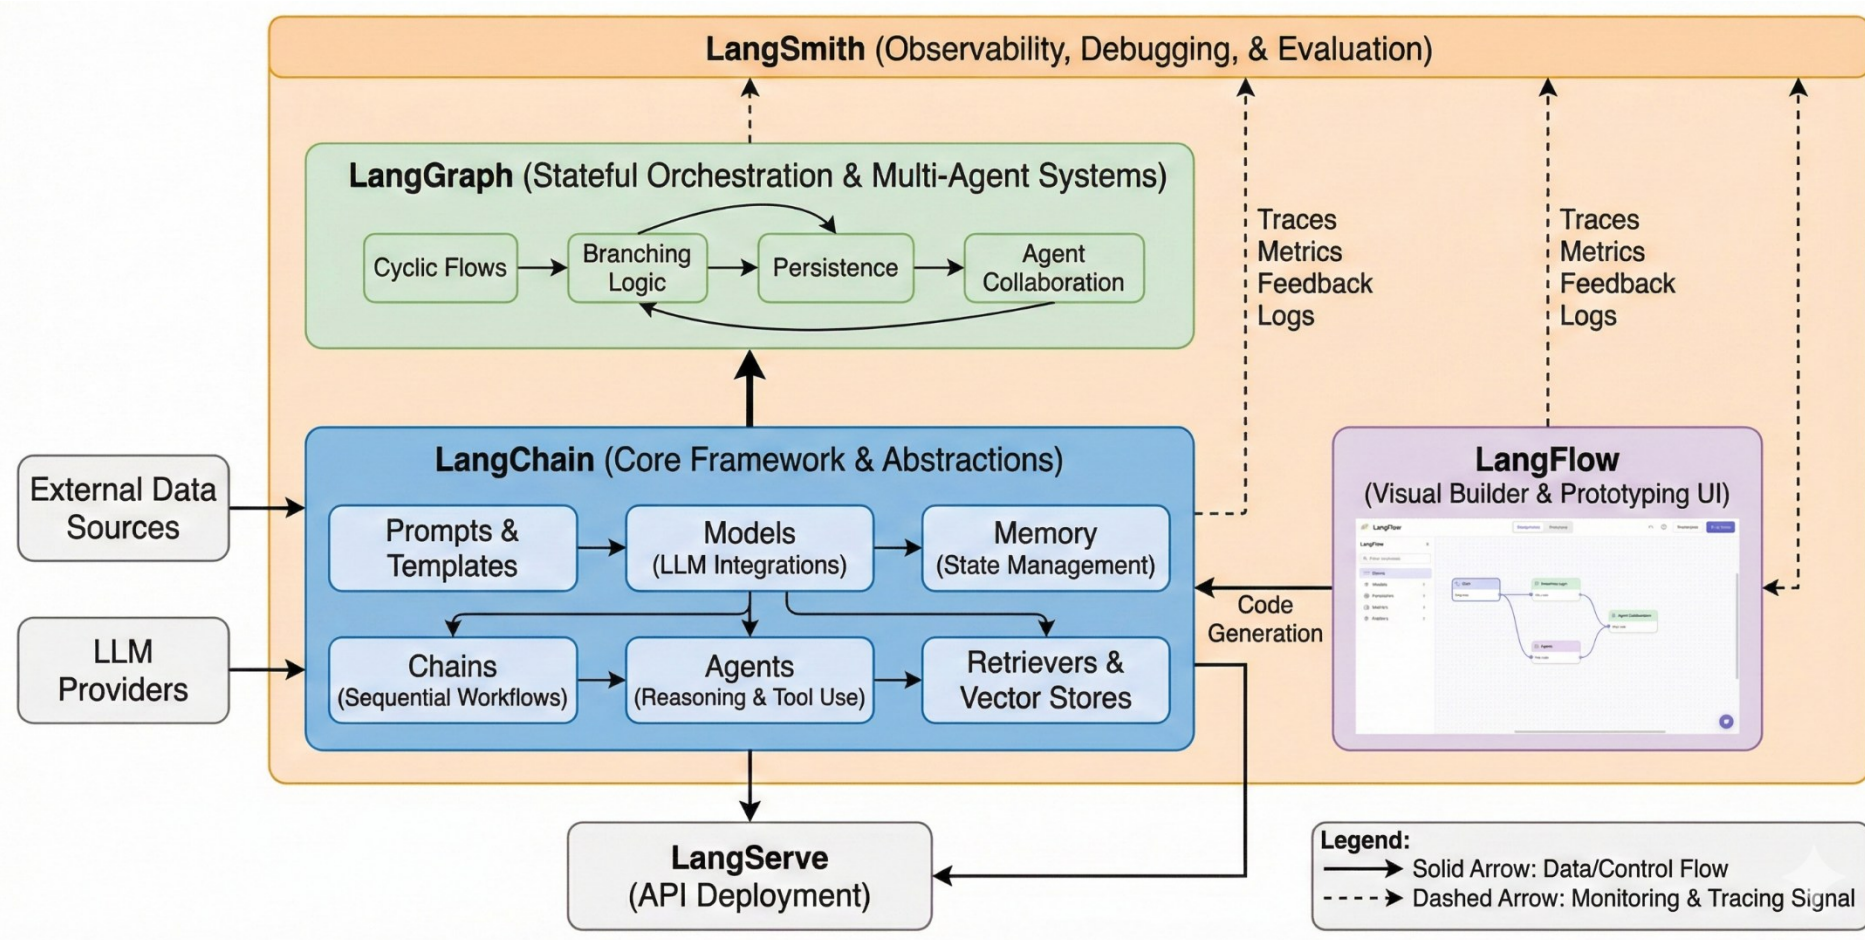 LangSmith (Observability, Debugging, & Evaluation)
LangGraph (Stateful Orchestration & Multi-Agent Systems)
Cyclic Flows
Branching
Logic
Persistence
Agent
Collaboration
Traces
Metrics
Feedback
Logs
Traces
Metrics
Feedback
Logs
External Data
Sources
LLM
Providers
LangChain (Core Framework & Abstractions)
Prompts &
Templates
Models
(LLM Integrations)
Memory
(State Management)
Chains
(Sequential Workflows)
Agents
(Reasoning & Tool Use)
Retrievers &
Vector Stores
Code
Generation
LangFlow
(Visual Builder & Prototyping UI)
LangFlow
LangFlow
LangServe
(API Deployment)
Legend:
Solid Arrow: Data/Control Flow
Dashed Arrow: Monitoring & Tracing Signal